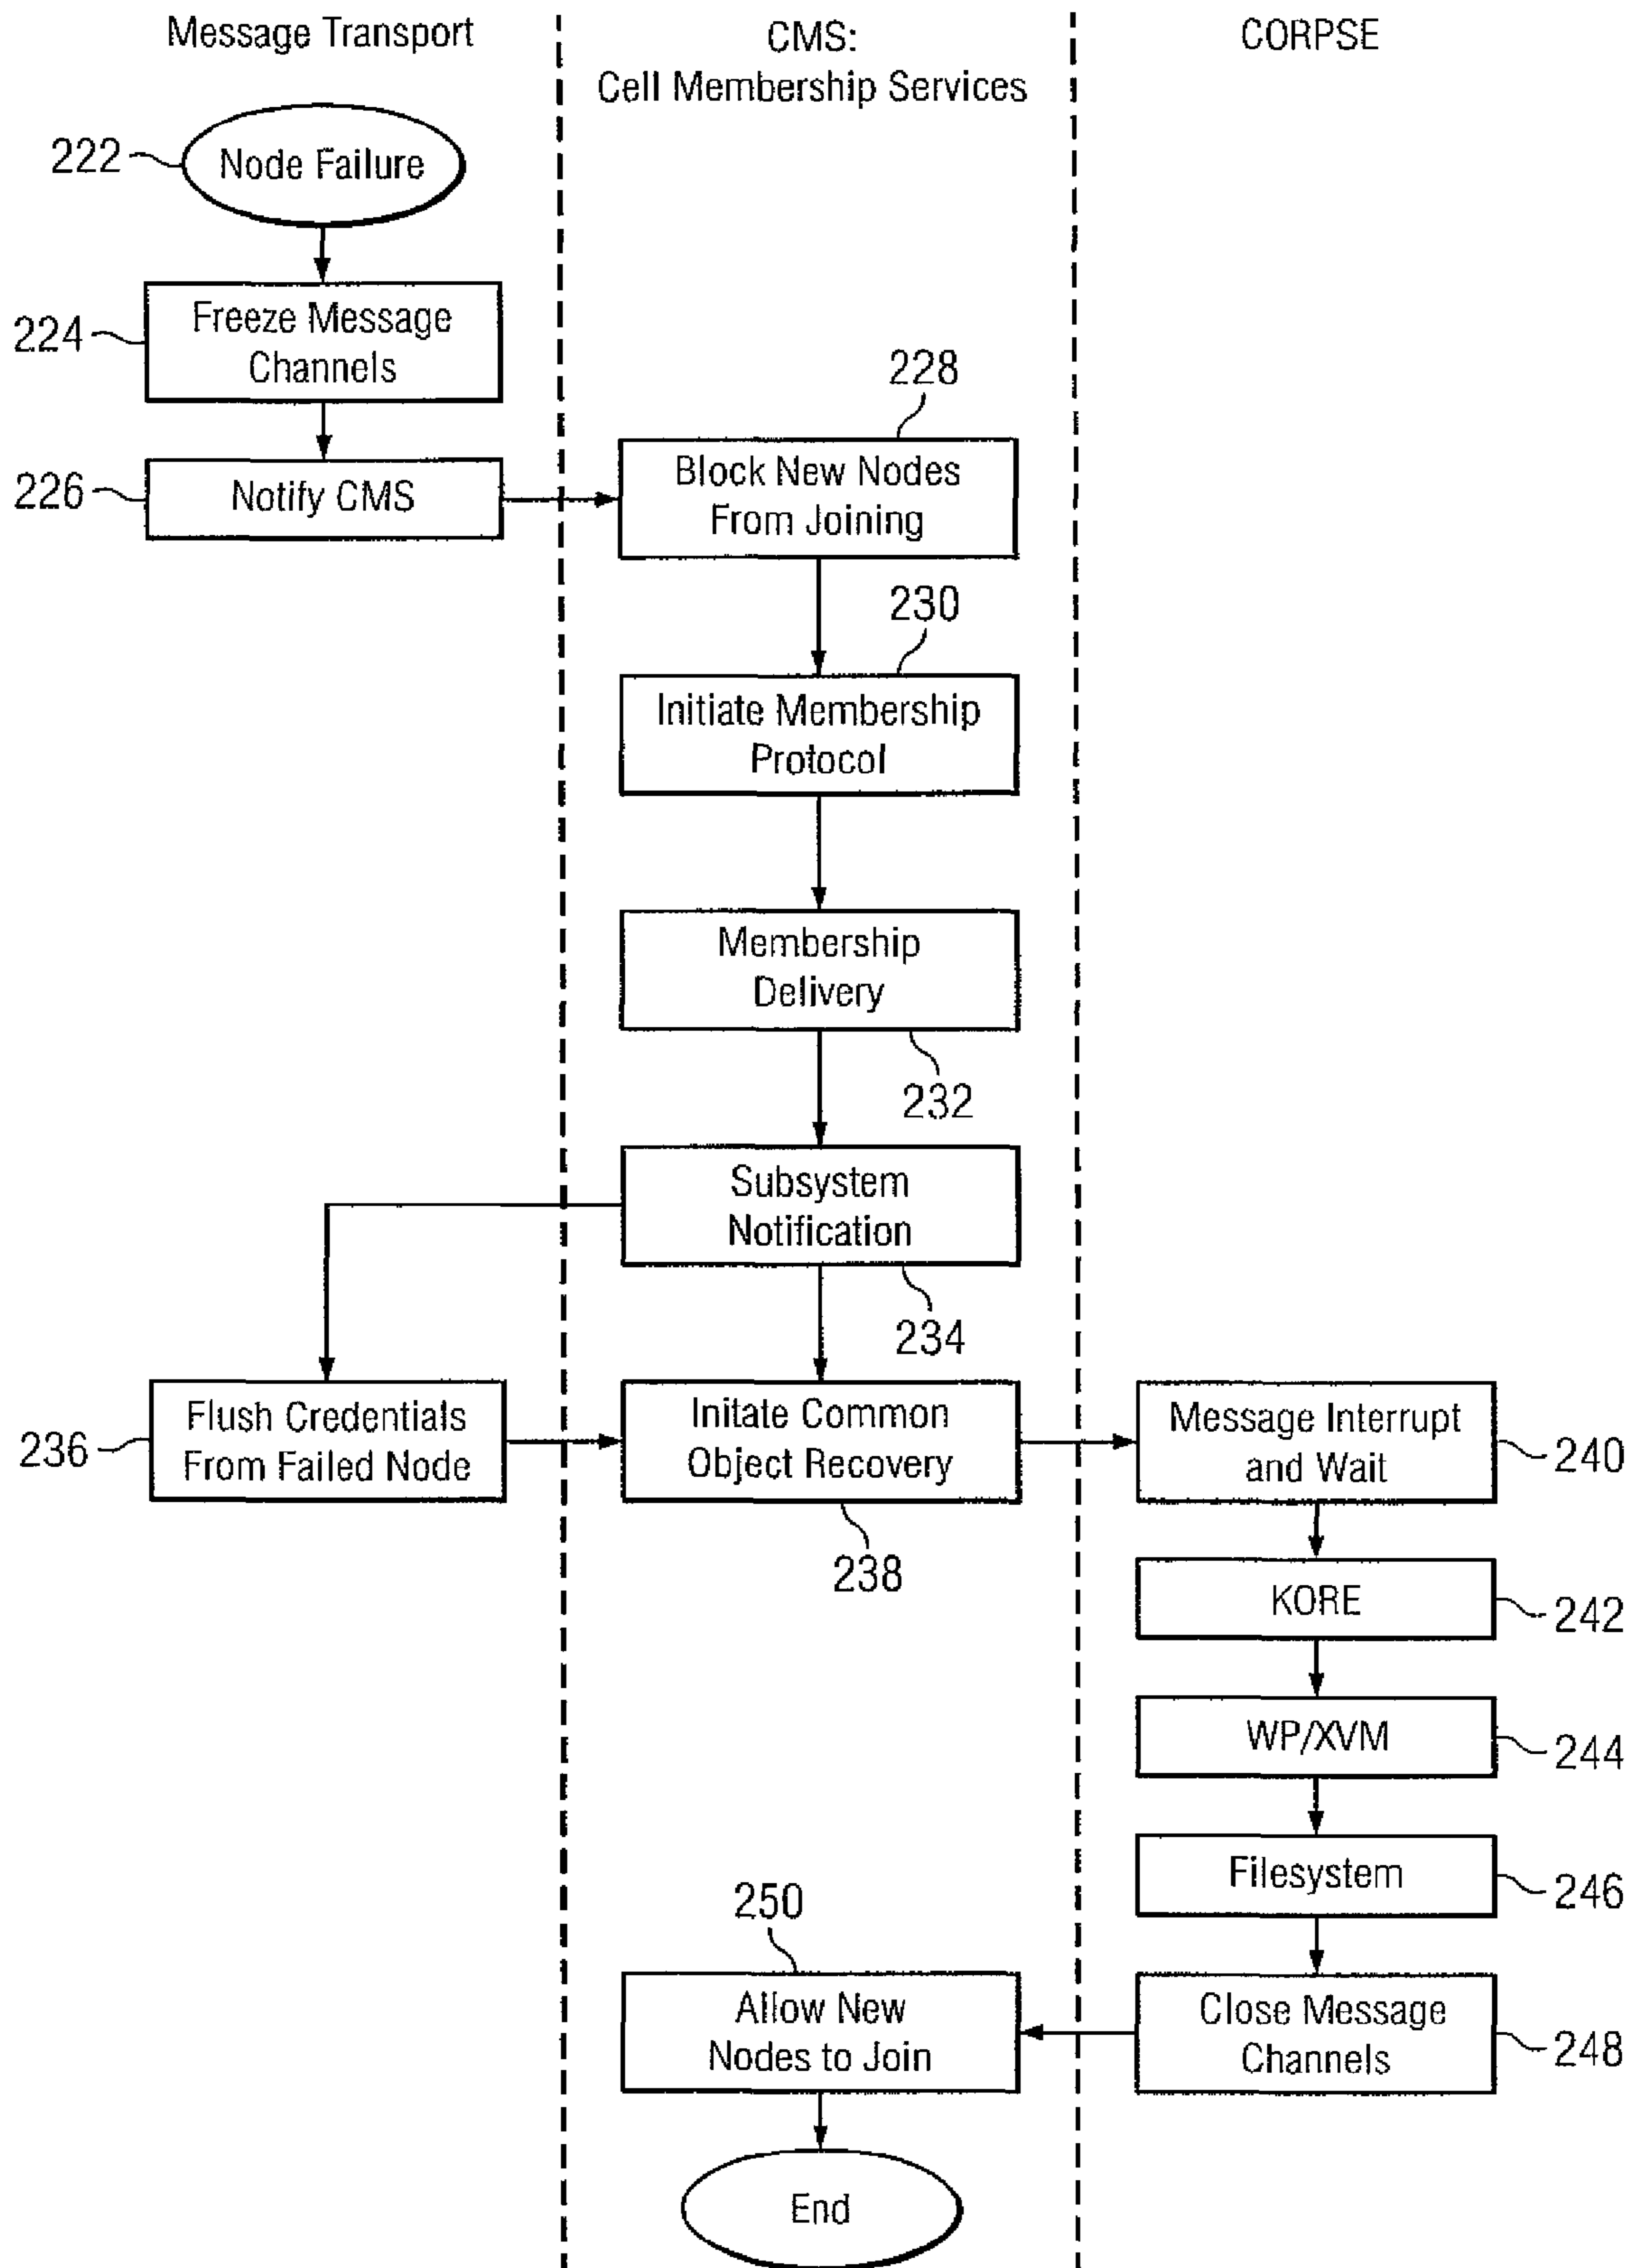 Message Transport
CMS:
Cell Membership Services
CORPSE
222
Node Failure
224
Freeze Message
Channels
226
Notify CMS
228
Block New Nodes
From Joining
230
Initiate Membership
Protocol
Membership
Delivery
232
Subsystem
Notification
234
236
Flush Credentials
From Failed Node
Initate Common
Object Recovery
238
Message Interrupt
and Wait
240
KORE
242
WP/XVM
244
Filesystem
246
Close Message
Channels
248
250
Allow New
Nodes to Join
End